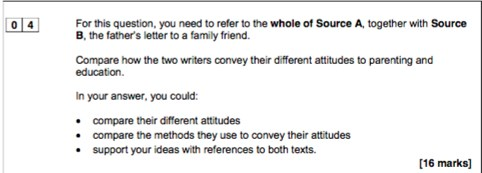 0 4
For this question, you need to refer to the whole of Source A, together with Source
B, the father's letter to a family friend.
Compare how the two writers convey their different attitudes to parenting and
education.
In your answer, you could:
• compare their different attitudes
• compare the methods they use to convey their attitudes
• support your ideas with references to both texts.
[16 marks]